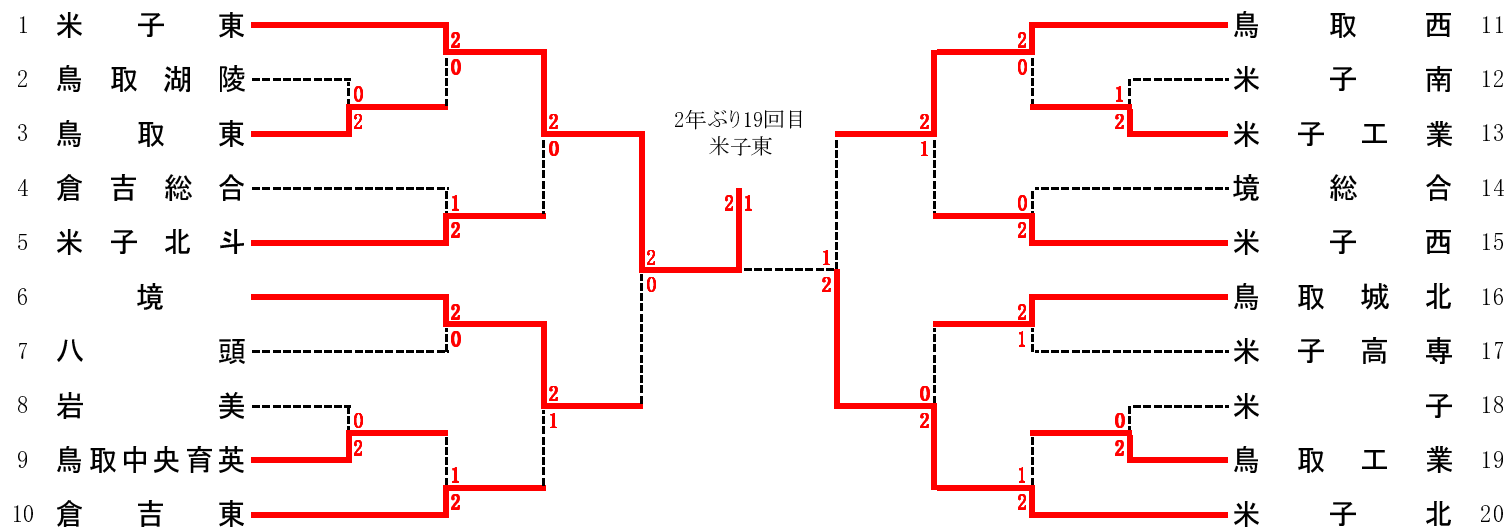 1 米子東
2 鳥取湖陵
3 鳥取東
4 倉吉総合
5 米子北斗
6 境
7 八頭
8 岩美
9 鳥取中央育英
10 倉吉東
2
0
0
2
1
2
2
0
0
2
1
2
2
0
2
1
2
0
2年ぶり19回目
米子東
2 1
1
2
2
1
0
2
2
0
1
2
0
2
2
1
0
2
1
2
鳥取西 11
米子南 12
米子工業 13
境総合 14
米子西 15
鳥取城北 16
米子高専 17
米子 18
鳥取工業 19
米子北 20